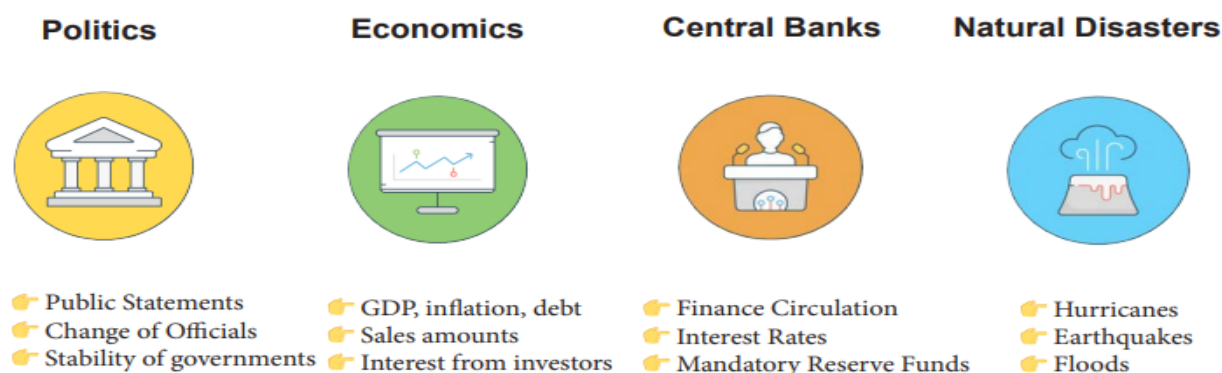 Politics
Economics
Central Banks
Natural Disasters
👉 Public Statements
👉 Change of Officials
👉 Stability of governments
👉 GDP, inflation, debt
👉 Sales amounts
👉 Interest from investors
👉 Finance Circulation
👉 Interest Rates
👉 Mandatory Reserve Funds
👉 Hurricanes
👉 Earthquakes
👉 Floods